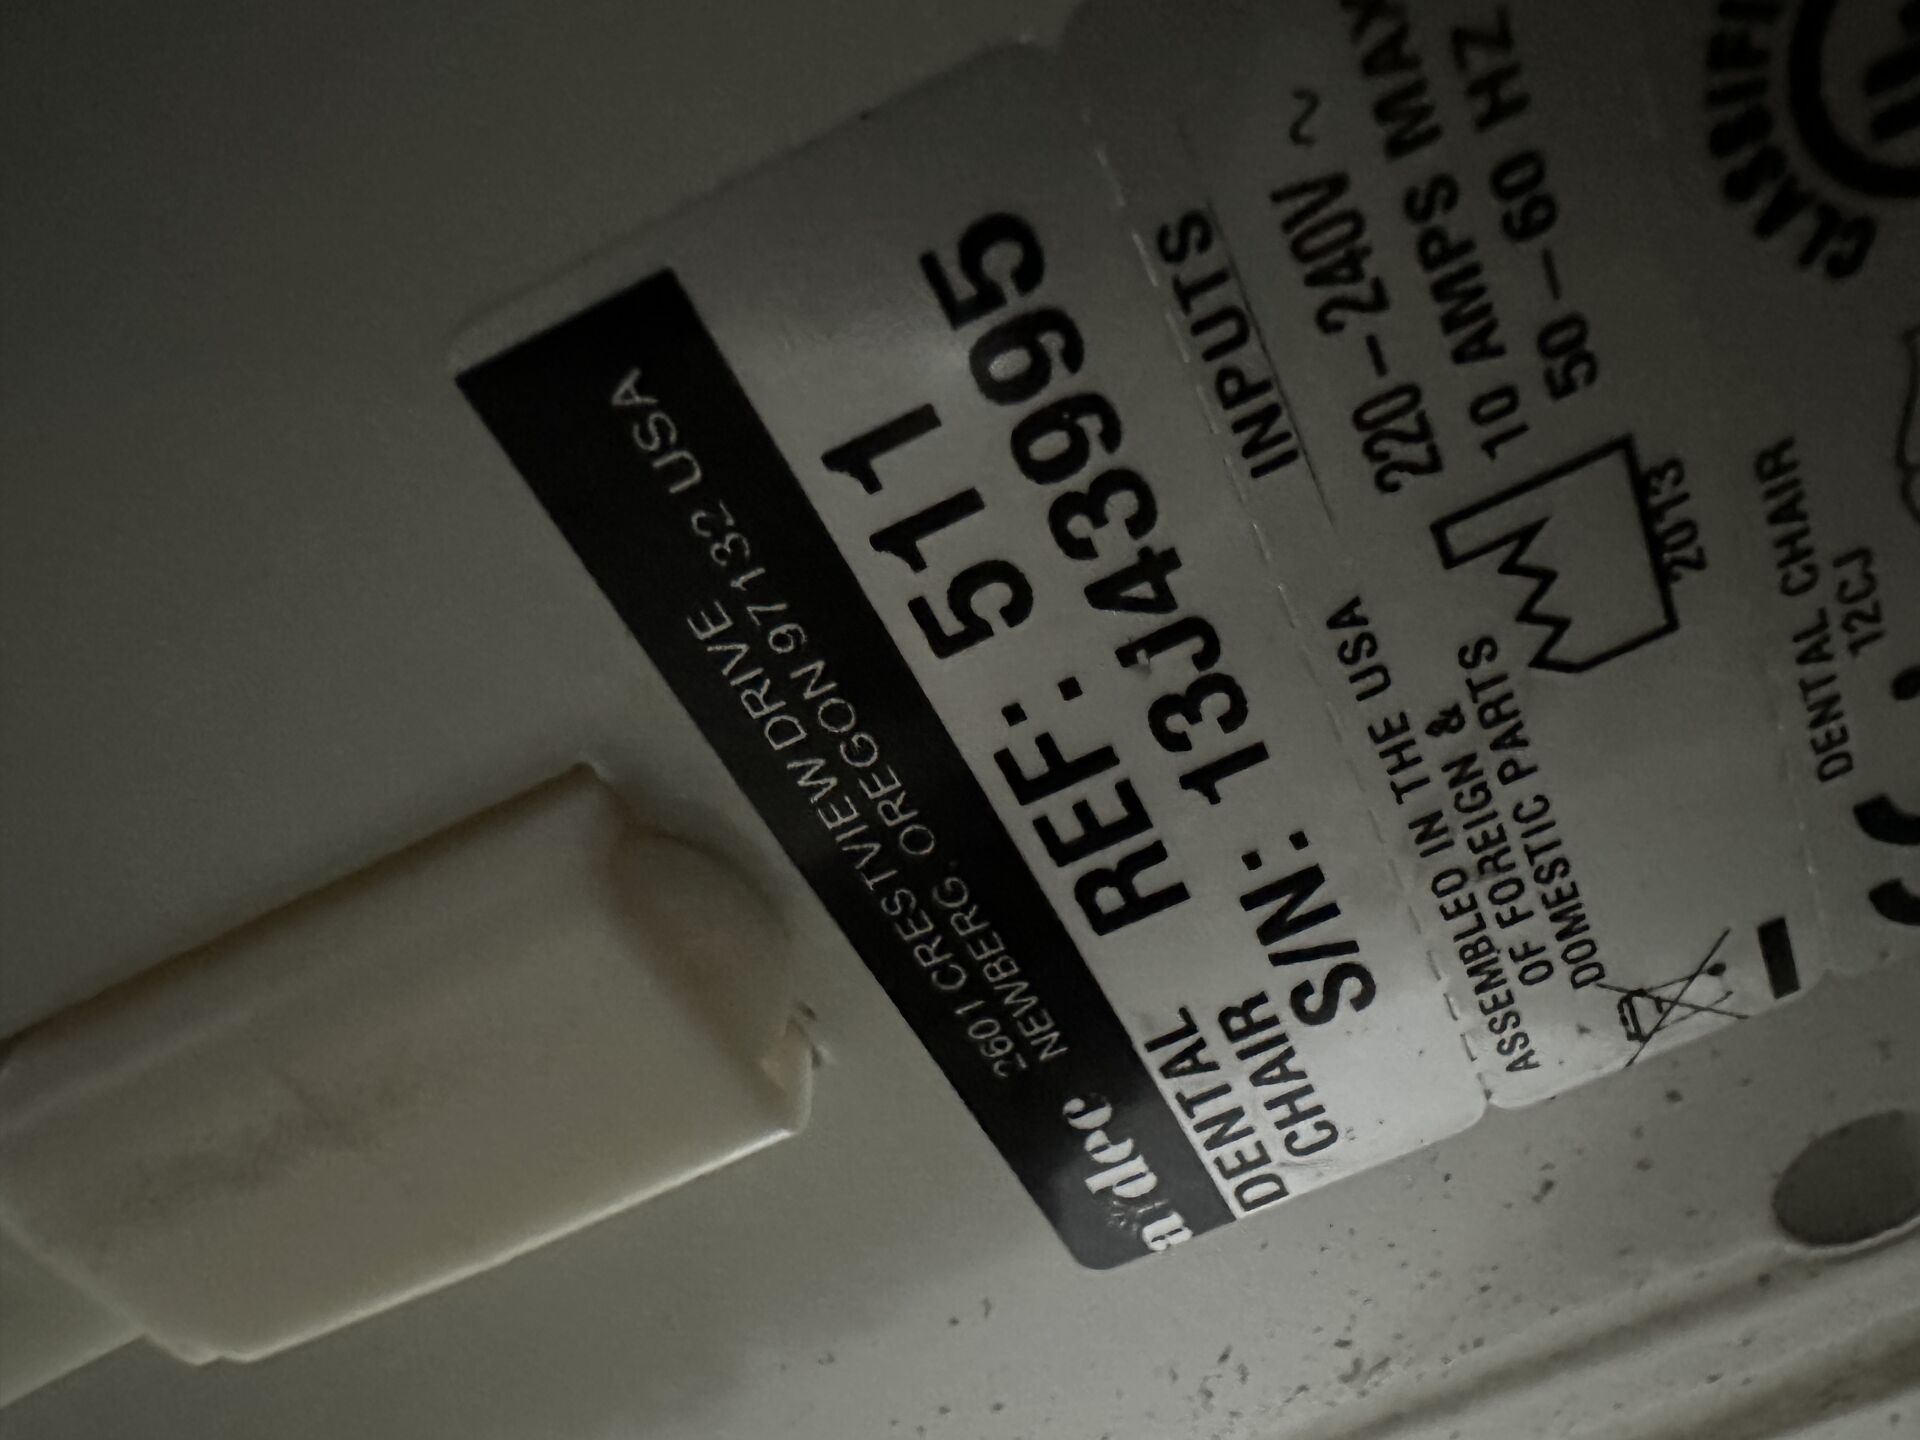 a dec
2601 CRESTVIEW DRIVE
NEWBERG, OREGON 97132 USA
DENTAL
CHAIR
REF: 511
S/N: 13J43995
INPUTS
ASSEMBLED IN THE USA
OF FOREIGN &
DOMESTIC PARTS
220-240V ~
10 AMPS MAX
50-60 HZ
2013
DENTAL CHAIR
12CJ